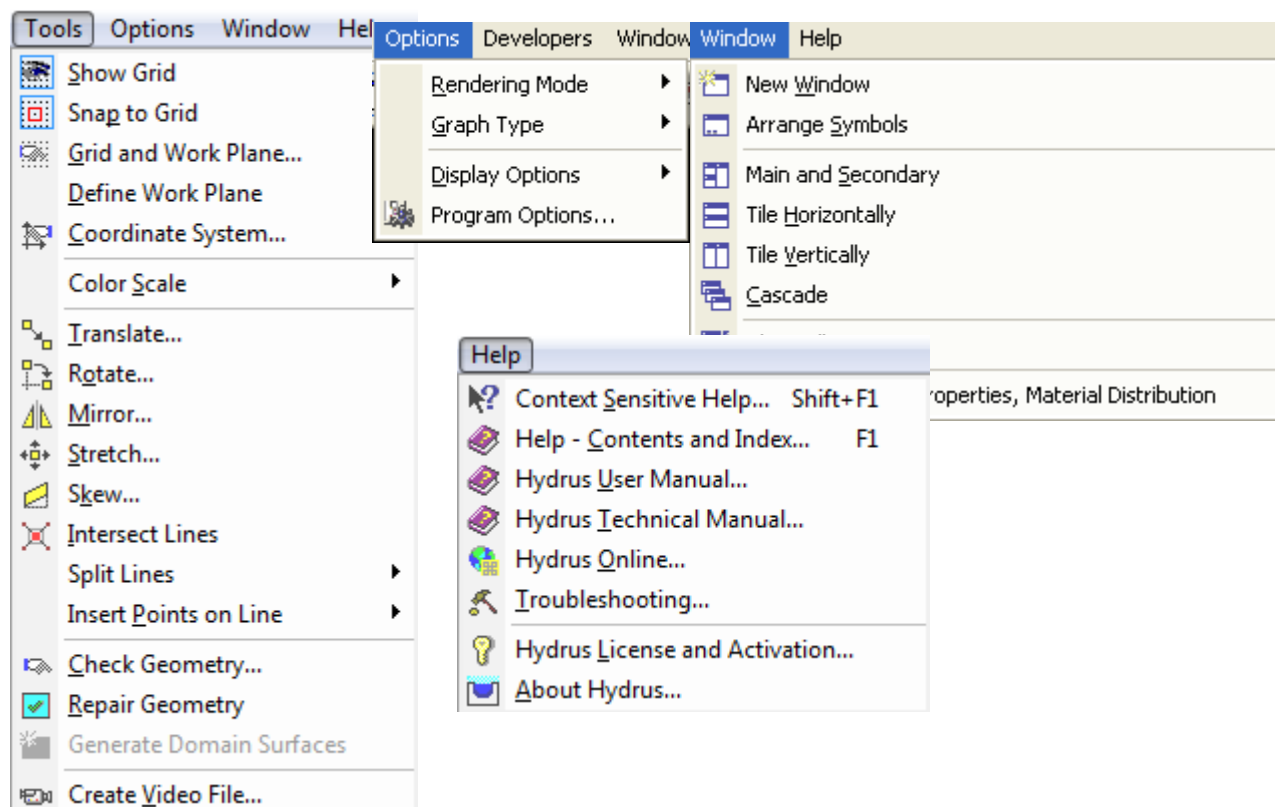 Tools Options Window Hel
Show Grid
Snap to Grid
Grid and Work Plane...
Define Work Plane
Coordinate System...
Color Scale
Translate...
Rotate...
Mirror...
Stretch...
Skew...
Intersect Lines
Split Lines
Insert Points on Line
Check Geometry...
Repair Geometry
Generate Domain Surfaces
Create Video File...
Options Developers Window
Rendering Mode
Graph Type
Display Options
Program Options...
Window Help
New Window
Arrange Symbols
Main and Secondary
Tile Horizontally
Tile Vertically
Cascade
roperties, Material Distribution
Help
Context Sensitive Help... Shift+F1
Help - Contents and Index... F1
Hydrus User Manual...
Hydrus Technical Manual...
Hydrus Online...
Troubleshooting...
Hydrus License and Activation...
About Hydrus...